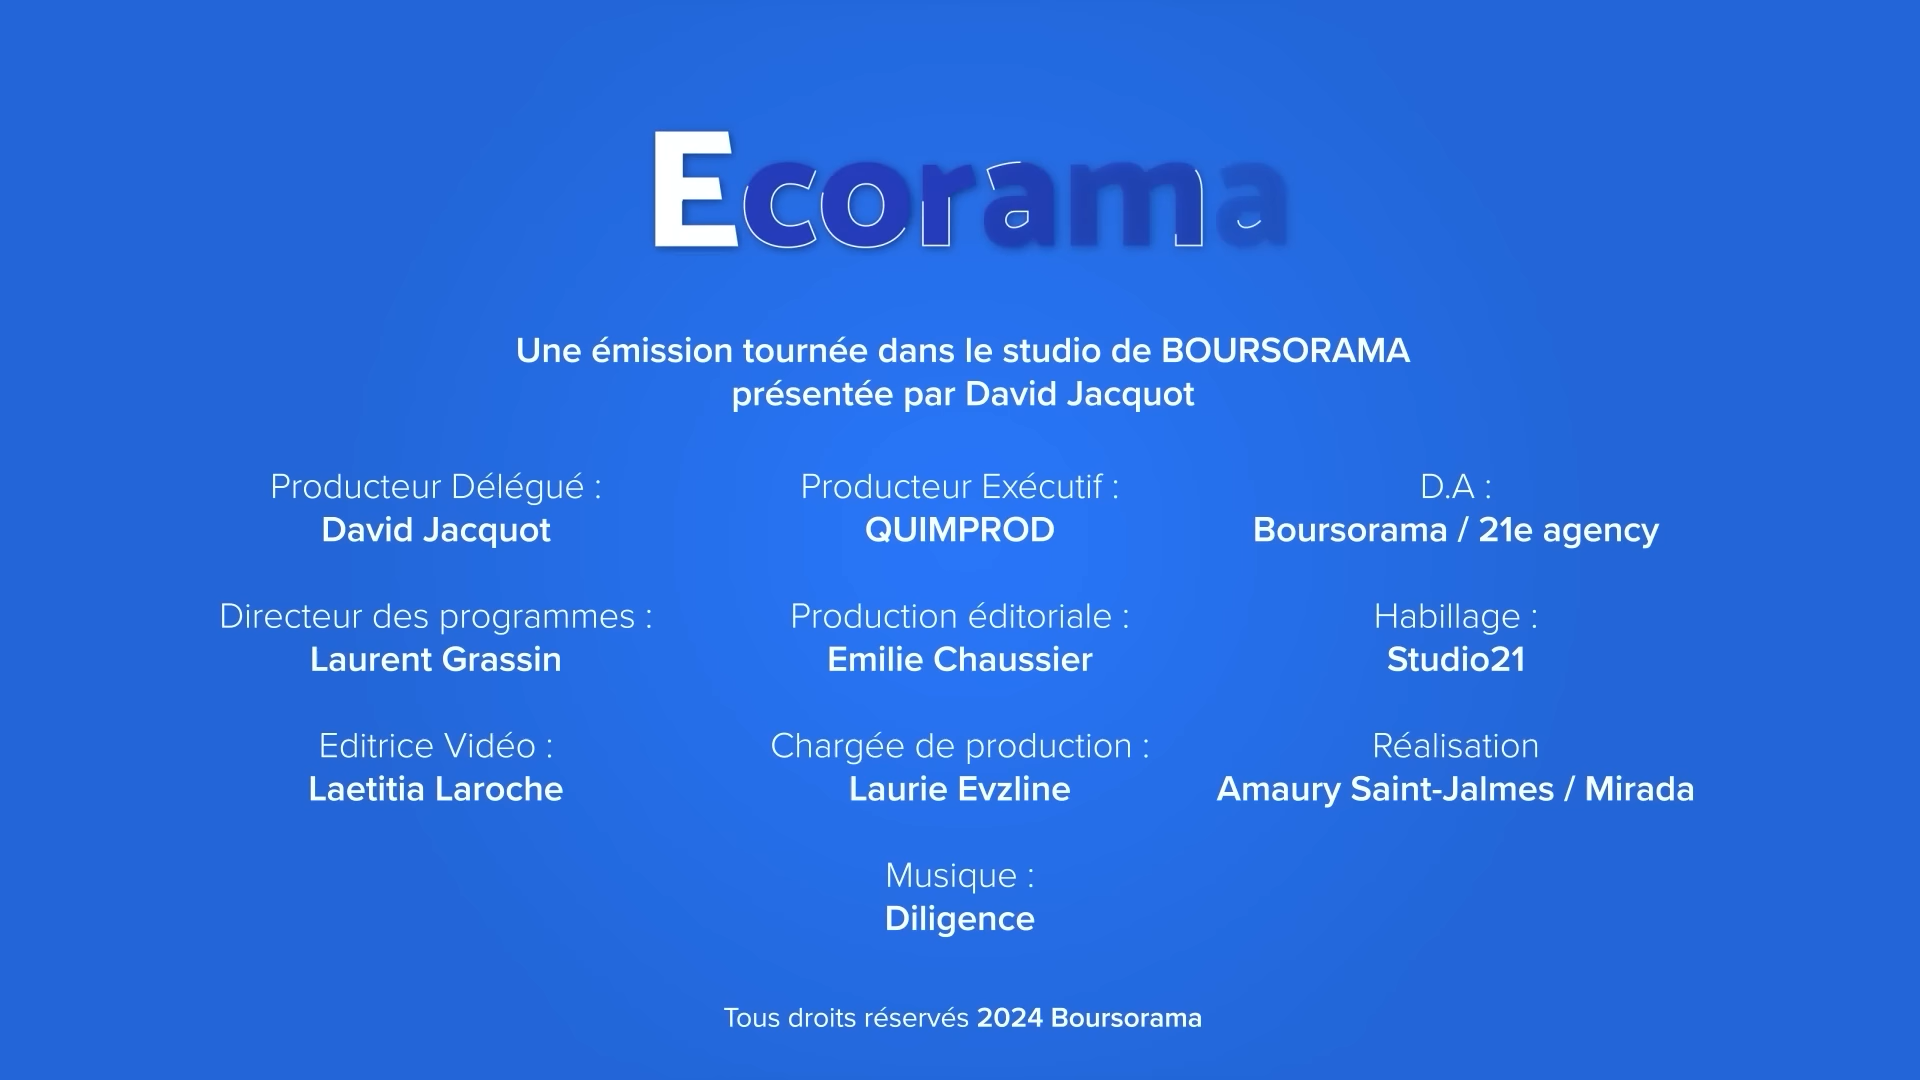 Ecorama
Une émission tournée dans le studio de BOURSORAMA
présentée par David Jacquot
Producteur Délégué :
David Jacquot
Producteur Exécutif :
QUIMPROD
D.A :
Boursorama / 21e agency
Directeur des programmes :
Laurent Grassin
Production éditoriale :
Emilie Chaussier
Habillage :
Studio21
Editrice Vidéo :
Laetitia Laroche
Chargée de production :
Laurie Evzline
Réalisation
Amaury Saint-Jalmes / Mirada
Musique :
Diligence
Tous droits réservés 2024 Boursorama